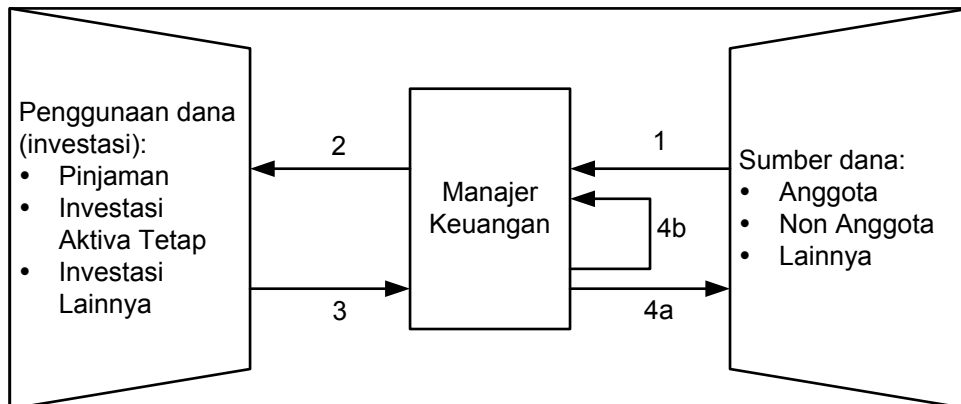 Penggunaan dana
(investasi):
• Pinjaman
• Investasi
Aktiva Tetap
• Investasi
Lainnya
2
3
Manajer
Keuangan
1
4b
4a
Sumber dana:
• Anggota
• Non Anggota
• Lainnya